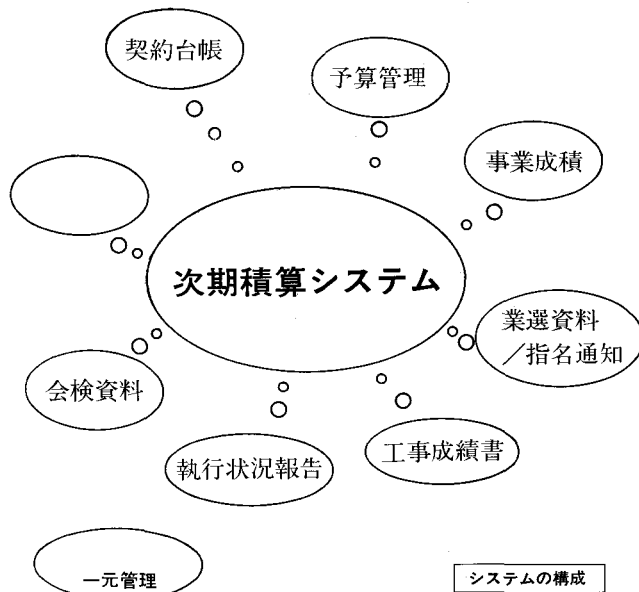 契約台帳
予算管理
事業成積
次期積算システム
業選資料
／指名通知
会検資料
工事成績書
執行状況報告
一元管理
システムの構成